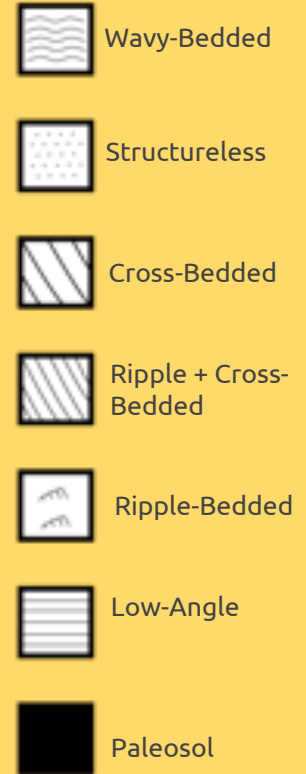 Wavy-Bedded
Structureless
Cross-Bedded
Ripple + Cross-
Bedded
Ripple-Bedded
Low-Angle
Paleosol